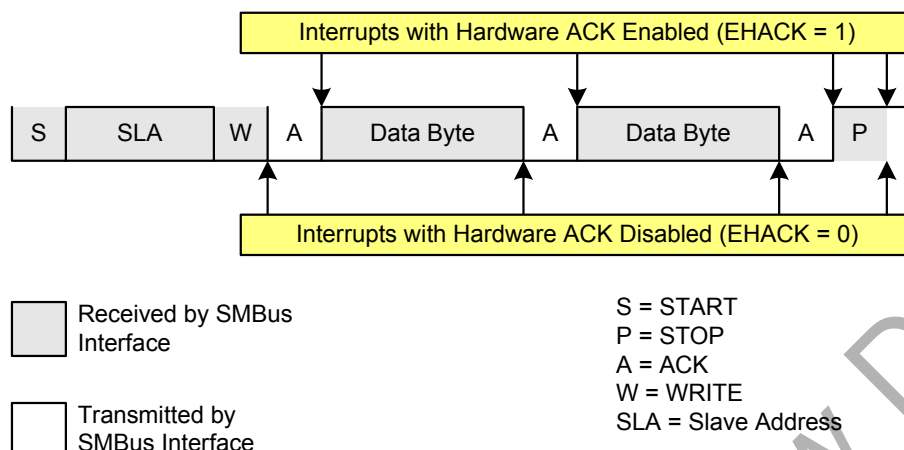 Interrupts with Hardware ACK Enabled (EHACK = 1)
S SLA W A Data Byte A Data Byte A P
Interrupts with Hardware ACK Disabled (EHACK = 0)
Received by SMBus
Interface
Transmitted by
SMBus Interface
S = START
P = STOP
A = ACK
W = WRITE
SLA = Slave Address